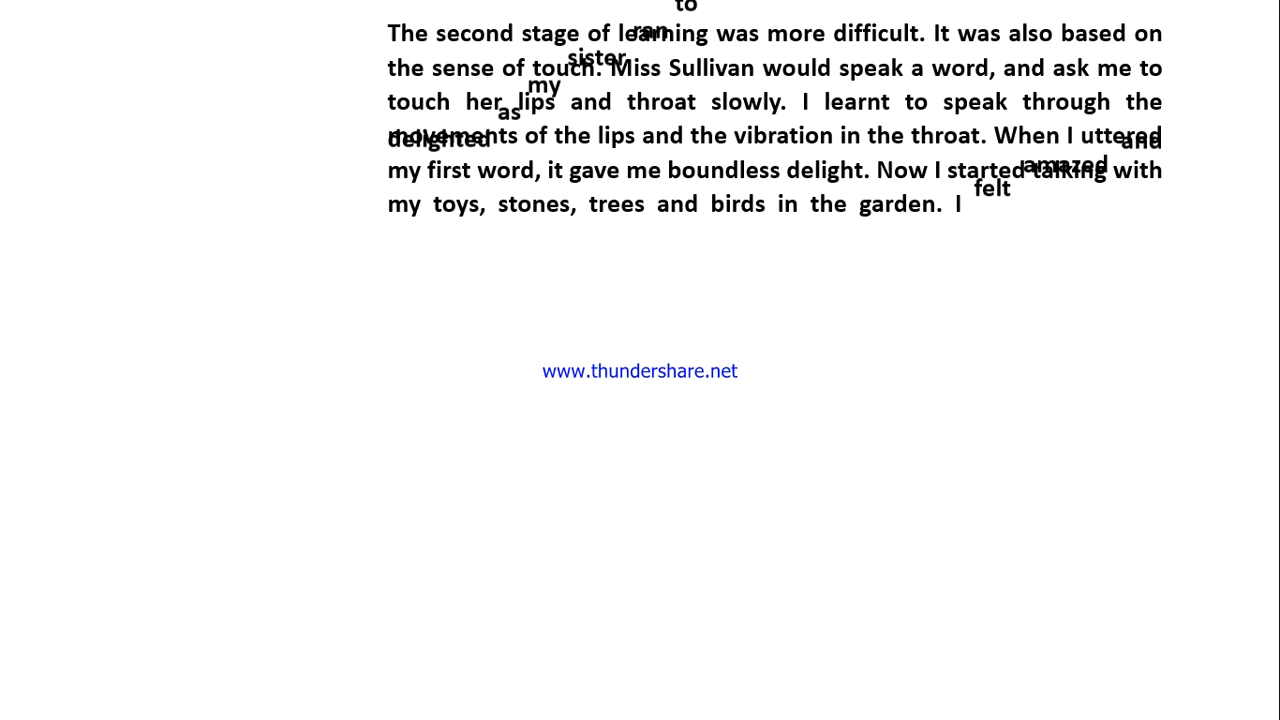 to
The second stage of learning was more difficult. It was also based on
ran
sister
the sense of touch. Miss Sullivan would speak a word, and ask me to
my
touch her lips and throat slowly. I learnt to speak through the
as
movements of the lips and the vibration in the throat. When I uttered
delighted and
amazed
my first word, it gave me boundless delight. Now I started talking with
felt
my toys, stones, trees and birds in the garden. I
www.thundershare.net